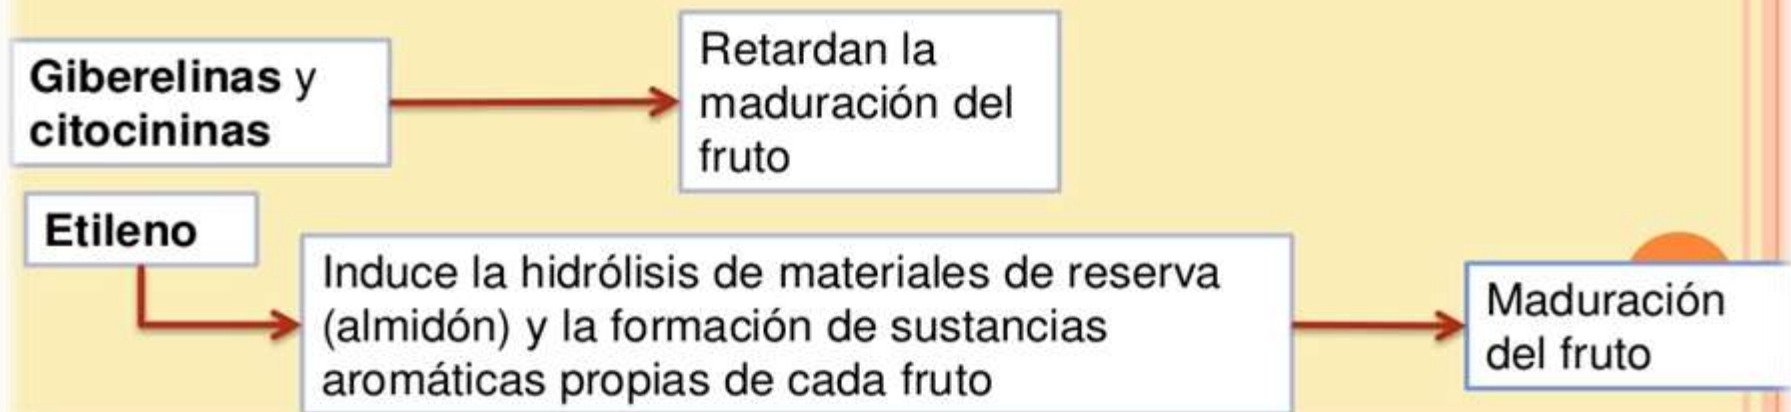 Giberelinas y
citocininas
Retardan la
maduración del
fruto
Etileno
Induce la hidrólisis de materiales de reserva
(almidón) y la formación de sustancias
aromáticas propias de cada fruto
Maduración
del fruto